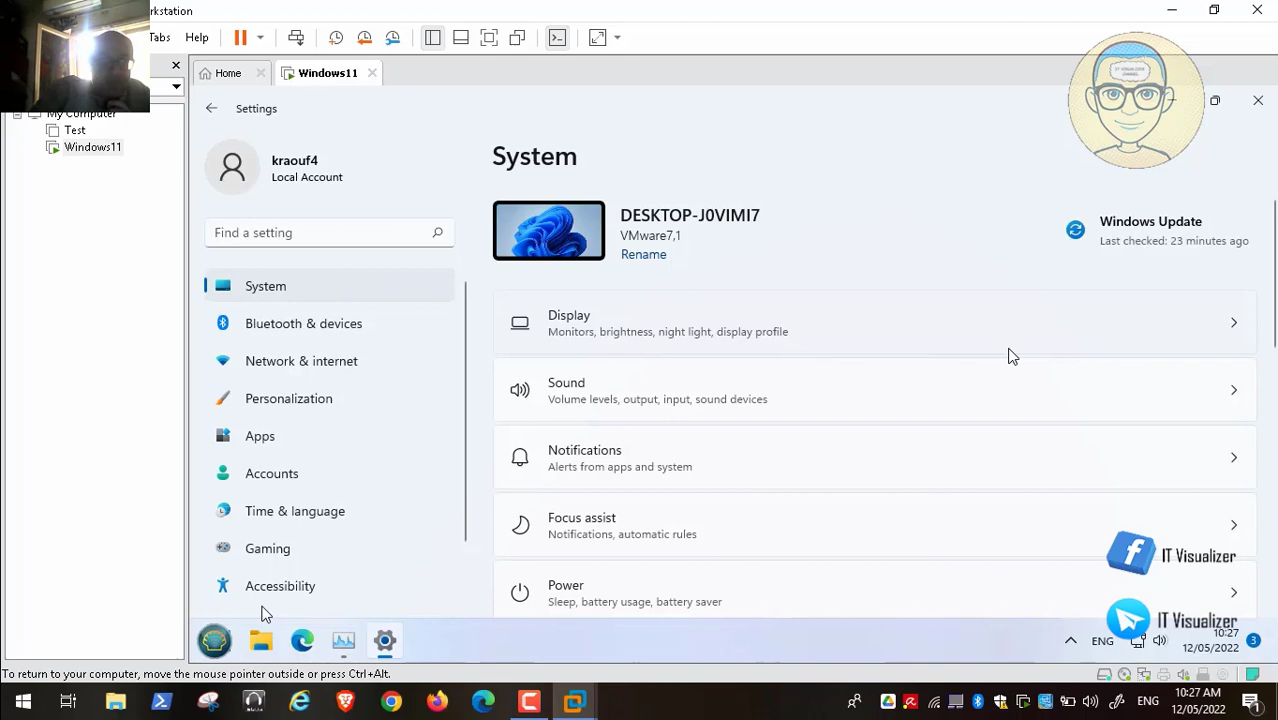 rkstation
Tabs
Help
Home
Windows11
My Computer
Test
Windows11
Settings
kraouf4
Local Account
Find a setting
System
Bluetooth & devices
Network & internet
Personalization
Apps
Accounts
Time & language
Gaming
Accessibility
System
DESKTOP-J0VIMI7
VMware7,1
Rename
Windows Update
Last checked: 23 minutes ago
Display
Monitors, brightness, night light, display profile
Sound
Volume levels, output, input, sound devices
Notifications
Alerts from apps and system
Focus assist
Notifications, automatic rules
Power
Sleep, battery usage, battery saver
IT Visualizer
IT Visualizer
ENG
10:27
12/05/2022
3
To return to your computer, move the mouse pointer outside or press Ctrl+Alt.
ENG
10:27 AM
12/05/2022
1